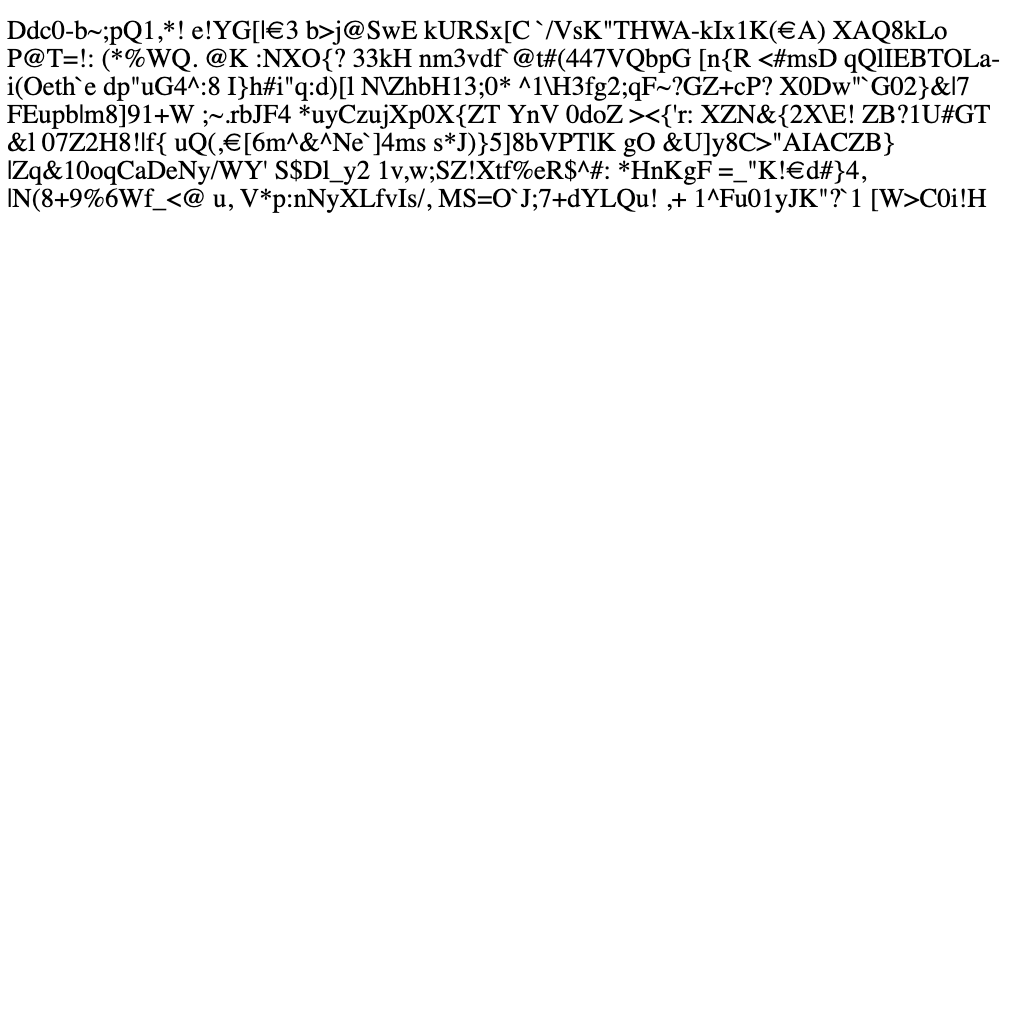 Ddc0-b~;pQ1,*! e!YG[|€3 b>j@SwE kURSx[C `/VsK"THWA-kIx1K(€A) XAQ8kLo
P@T=!: (*%WQ. @K :NXO{? 33kH nm3vdf`@t#(447VQbpG [n{R <#msD qQlIEBTOLa-
i(Oeth`e dp"uG4^:8 I}h#i"q:d)[l N\ZhbH13;0* ^1\H3fg2;qF~?GZ+cP? X0Dw"`G02}&|7
FEupb|m8]91+W ;~.rbJF4 *uyCzujXp0X{ZT YnV 0doZ ><{'r: XZN&{2X\E! ZB?1U#GT
&l 07Z2H8!|f{ uQ(,€[6m^&^Ne`]4ms s*J)}5]8bVPTlK gO &U]y8C>"AIACZB}
|Zq&10oqCaDeNy/WY' S$Dl_y2 1v,w;SZ!Xtf%eR$^#: *HnKgF =_"K!€d#}4,
|N(8+9%6Wf_<@ u, V*p:nNyXLfvIs/, MS=O`J;7+dYLQu! ,+ 1^Fu01yJK"?`1 [W>C0i!H